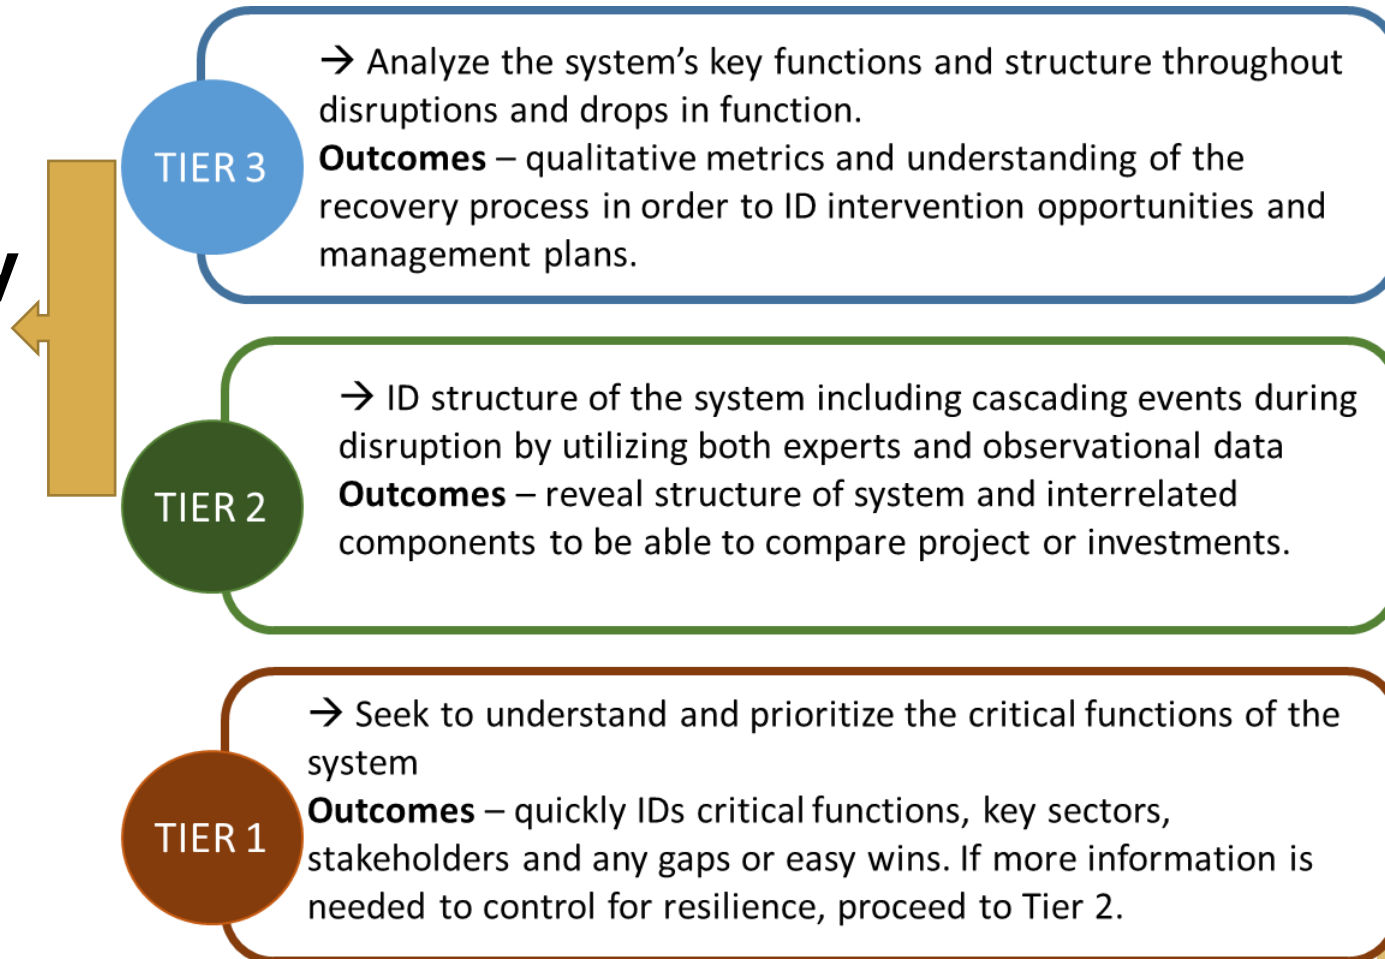 → Analyze the system’s key functions and structure throughout
disruptions and drops in function.
TIER 3
Outcomes – qualitative metrics and understanding of the
recovery process in order to ID intervention opportunities and
management plans.
→ ID structure of the system including cascading events during
disruption by utilizing both experts and observational data
TIER 2
Outcomes – reveal structure of system and interrelated
components to be able to compare project or investments.
→ Seek to understand and prioritize the critical functions of the
system
TIER 1
Outcomes – quickly IDs critical functions, key sectors,
stakeholders and any gaps or easy wins. If more information is
needed to control for resilience, proceed to Tier 2.